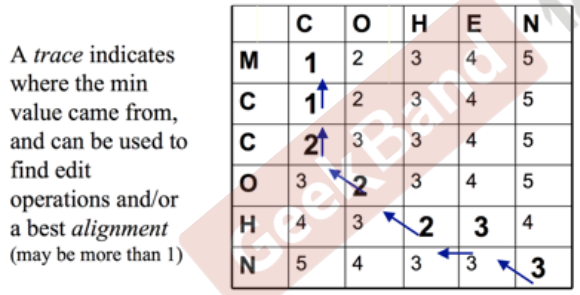 A trace indicates
where the min
value came from,
and can be used to
find edit
operations and/or
a best alignment
(may be more than 1)
C O H E N
M 1 2 3 4 5
C 1 2 3 4 5
C 2 3 3 4 5
O 3 2 3 4 5
H 4 3 2 3 4
N 5 4 3 3 3
GeekBand